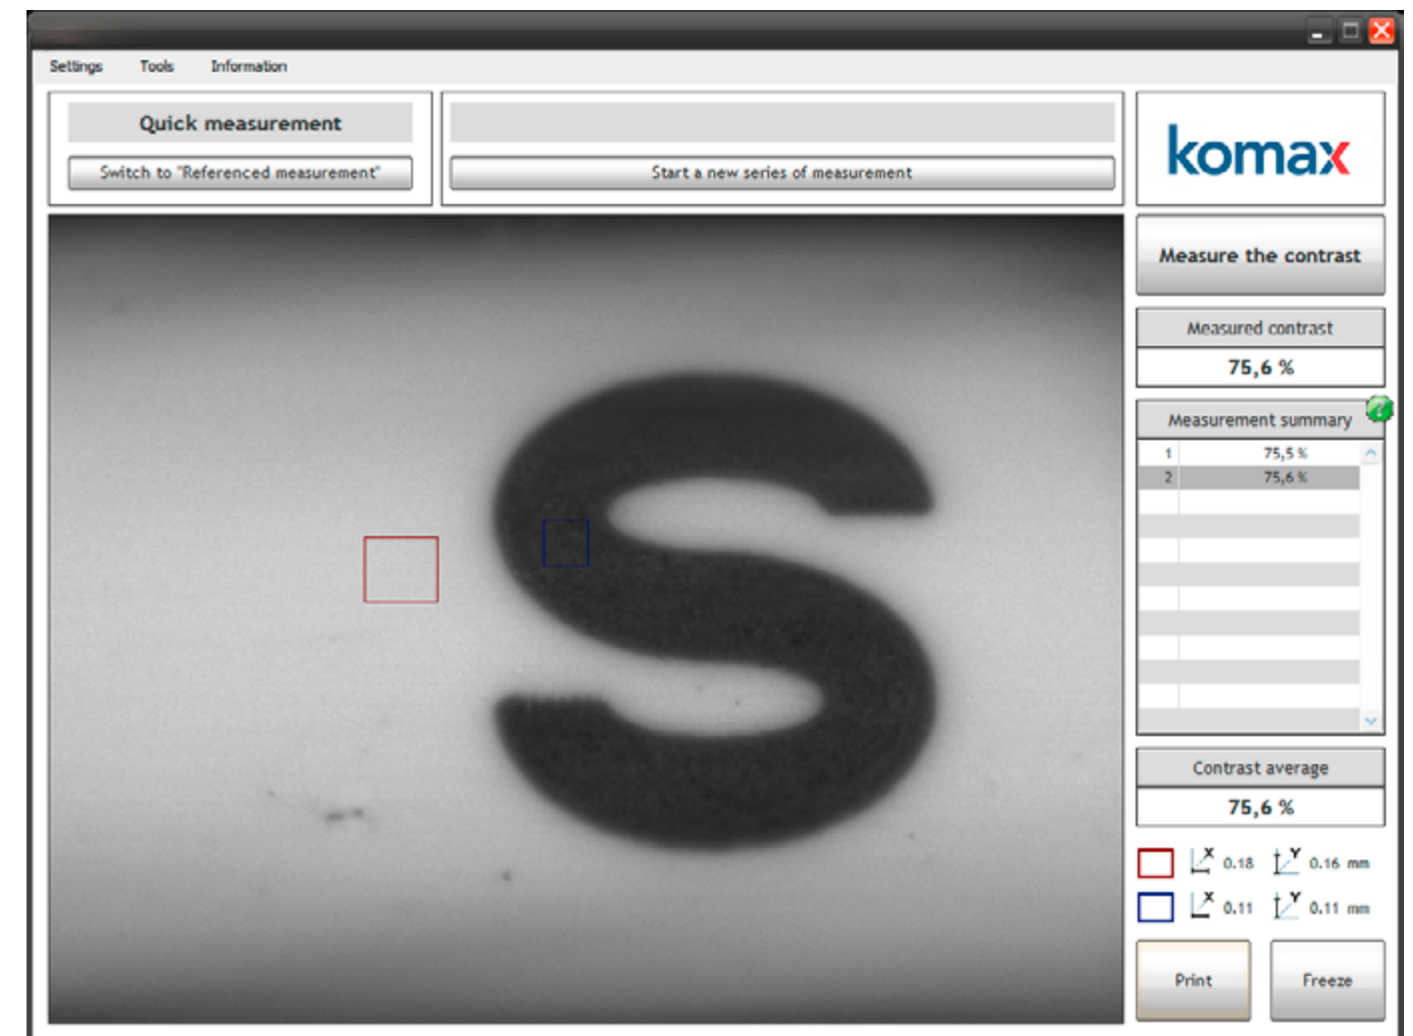 Settings Tools Information
Quick measurement
Switch to "Referenced measurement"
Start a new series of measurement
komax
Measure the contrast
Measured contrast
75,6 %
Measurement summary ?
1 75,5 %
2 75,6 %
S
Contrast average
75,6 %
X 0.18 Y 0.16 mm
X 0.11 Y 0.11 mm
Print Freeze